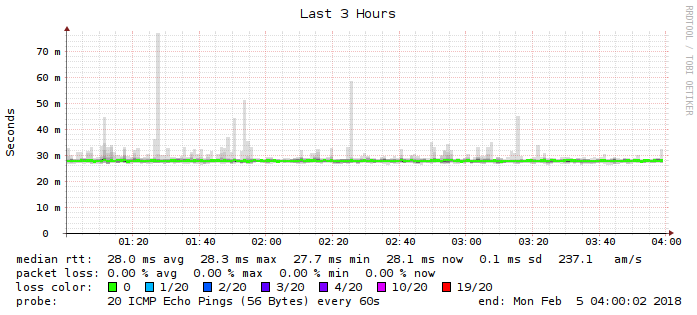 Last 3 Hours
RRDTOOL / TOBI OETIKER
Seconds
70 m
60 m
50 m
40 m
30 m
20 m
10 m
0
01:20 01:40 02:00 02:20 02:40 03:00 03:20 03:40 04:00
median rtt: 28.0 ms avg 28.3 ms max 27.7 ms min 28.1 ms now 0.1 ms sd 237.1 am/s
packet loss: 0.00 % avg 0.00 % max 0.00 % min 0.00 % now
loss color: 0 1/20 2/20 3/20 4/20 10/20 19/20
probe: 20 ICMP Echo Pings (56 Bytes) every 60s end: Mon Feb 5 04:00:02 2018